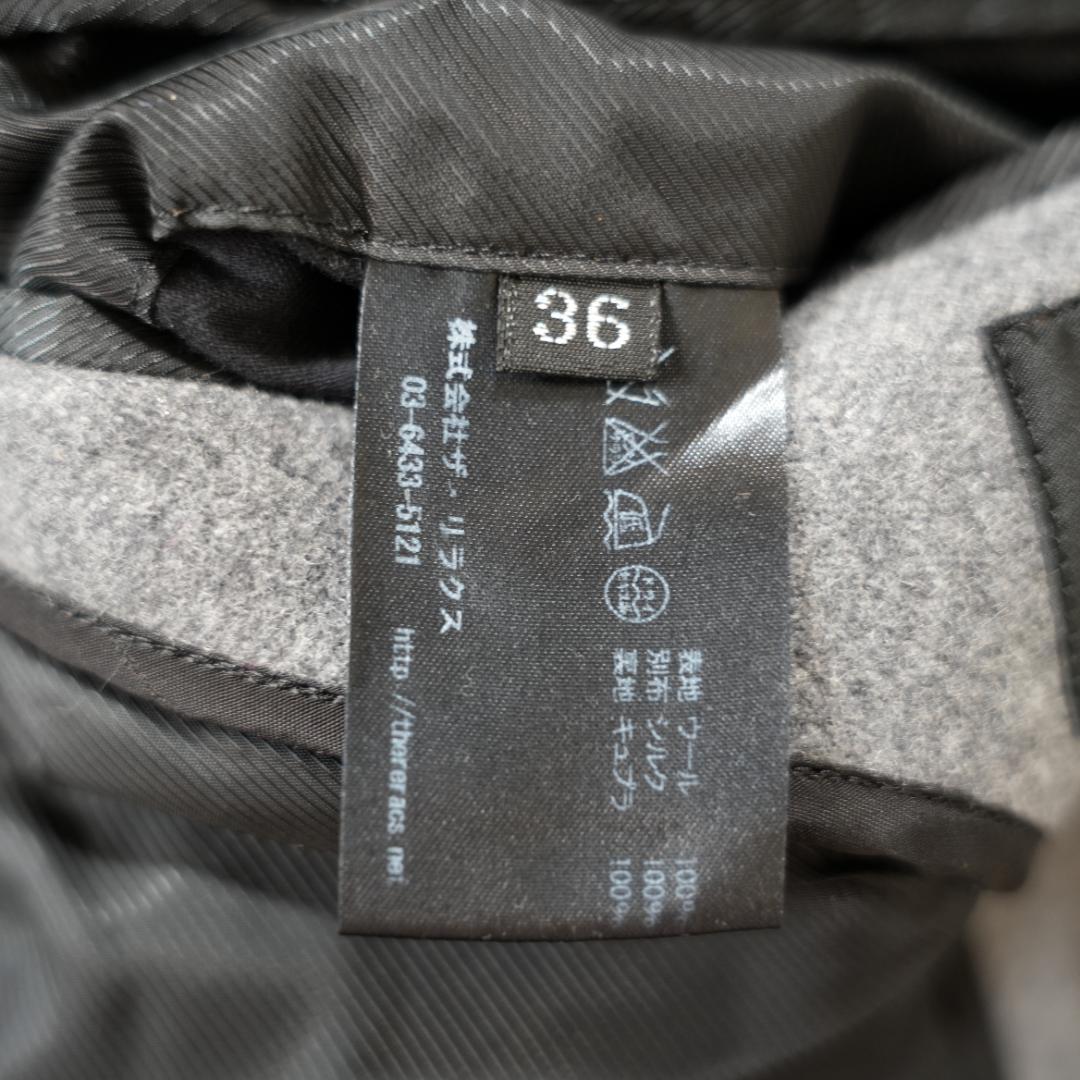 36
表地 ウール 100%
別布 シルク 100%
裏地 キュプラ 100%
株式会社ザ・リラクス
03-6433-5121 http://theracs.net